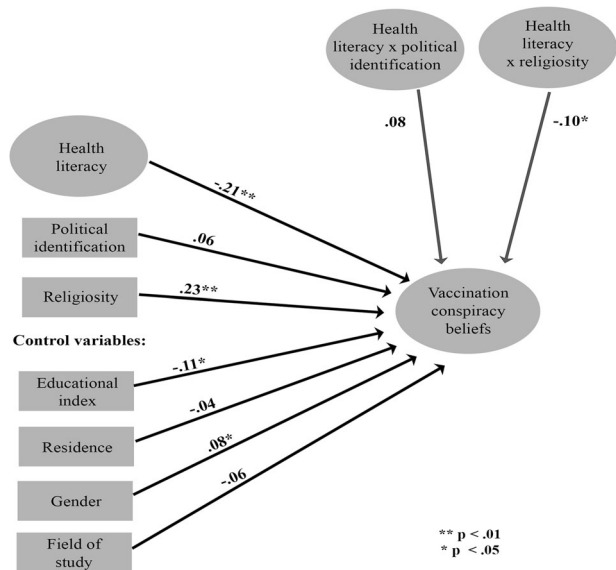 Health
literacy x political
identification
Health
literacy
x religiosity
.08
-.10*
Health
literacy
-.21**
Political
identification
.06
Religiosity
.23**
Vaccination
conspiracy
beliefs
Control variables:
Educational
index
-.11*
Residence
-.04
Gender
.08*
Field of
study
-.06
** p < .01
* p < .05